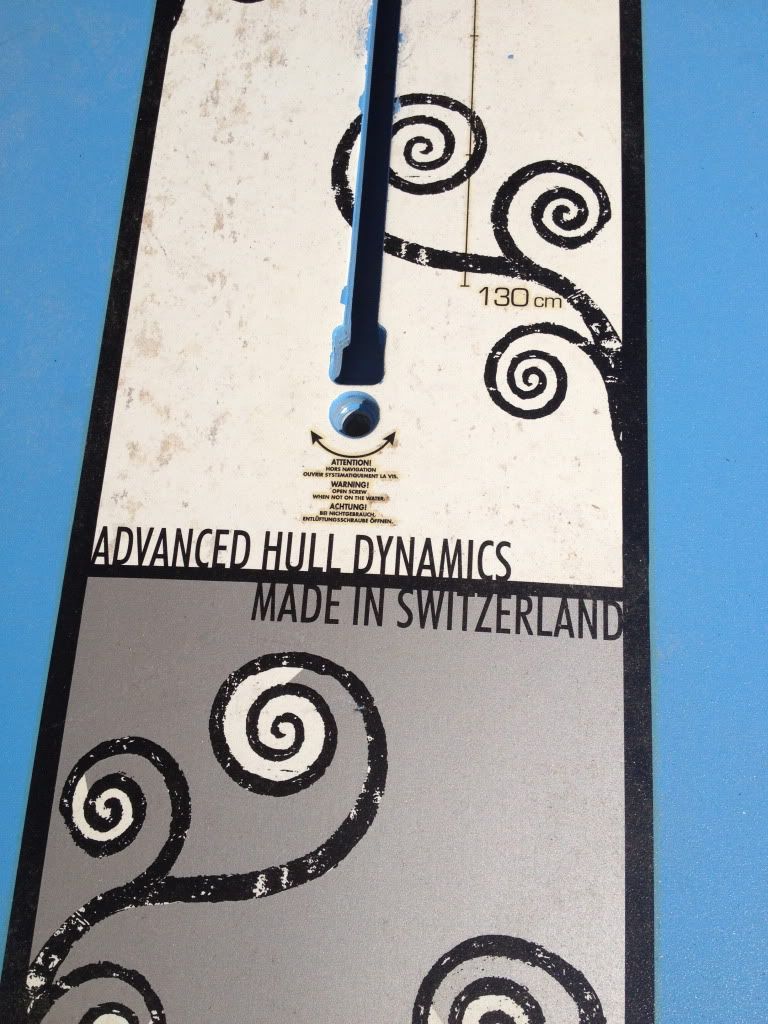 130 cm
ATTENTION!
HORS NAVIGATION
OUVRIR SYSTEMATIQUEMENT LA VIS.
WARNING!
OPEN SCREW
WHEN NOT ON THE WATER.
ACHTUNG!
BEI NICHTGEBRAUCH,
ENTLÜFTUNGSSCHRAUBE ÖFFNEN.
ADVANCED HULL DYNAMICS
MADE IN SWITZERLAND